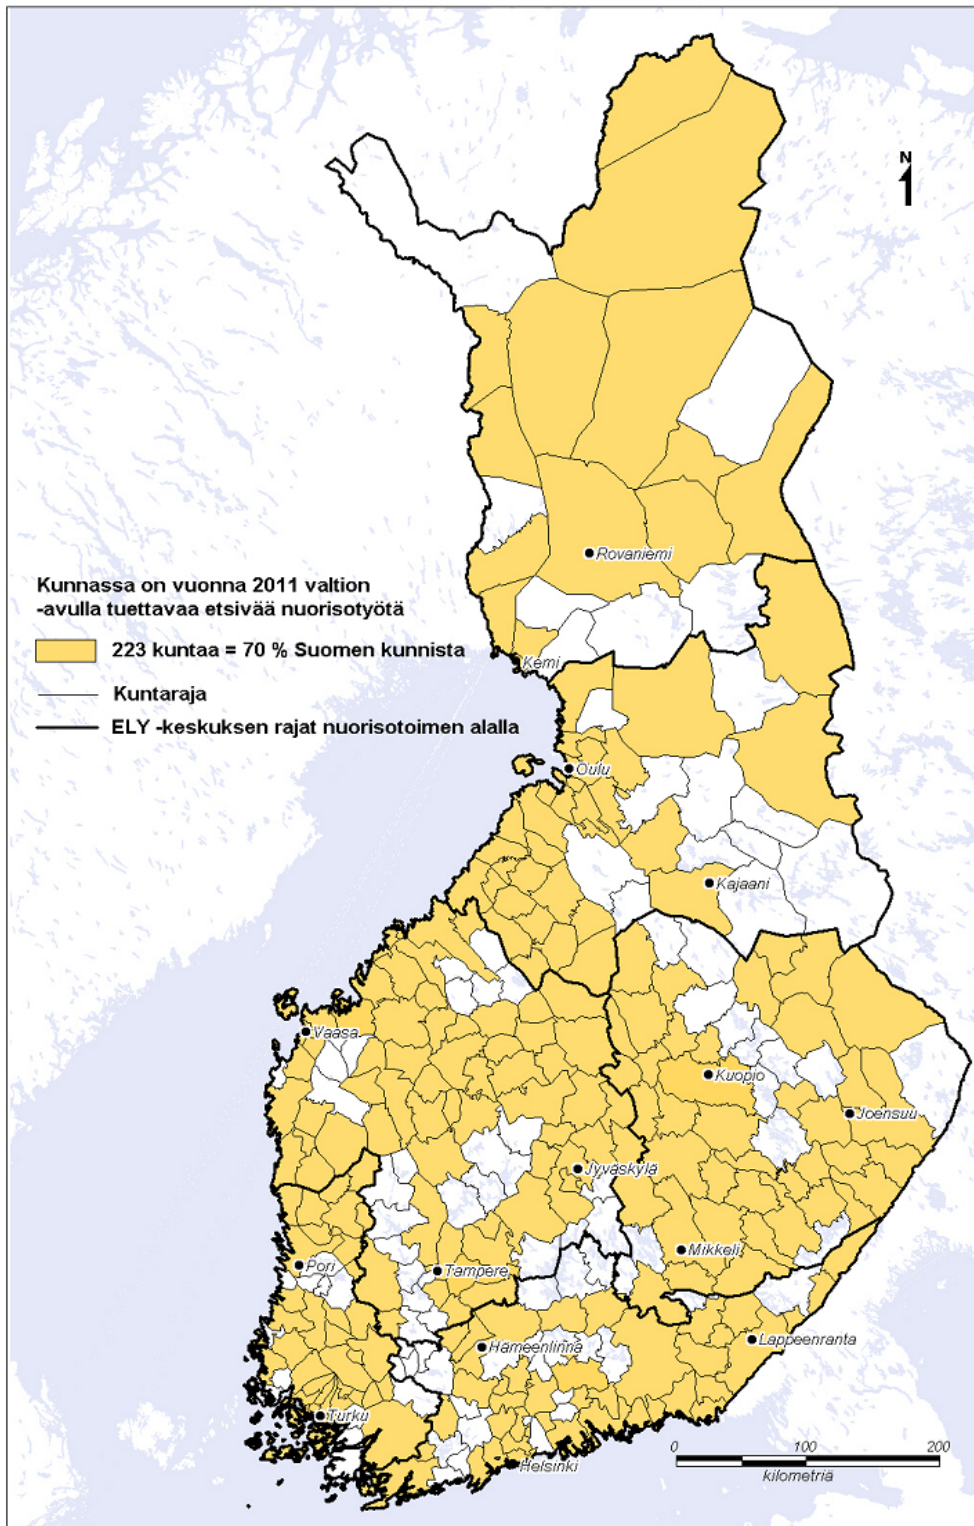 N
Rovaniemi
Kunnassa on vuonna 2011 valtion
-avulla tuettavaa etsivää nuorisotyötä
223 kuntaa = 70 % Suomen kunnista
Kemi
Kuntaraja
ELY -keskuksen rajat nuorisotoimen alalla
Oulu
Kajaani
Vaasa
Kuopio
Joensuu
Jyväskylä
Mikkeli
Pori
Tampere
Lappeenranta
Hämeenlinna
Turku
Helsinki
0 100 200
kilometriä